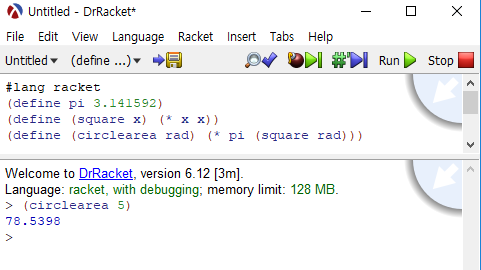 Untitled - DrRacket*
File Edit View Language Racket Insert Tabs Help
Untitled (define ...) Run Stop
#lang racket
(define pi 3.141592)
(define (square x) (* x x))
(define (circlearea rad) (* pi (square rad)))
Welcome to DrRacket, version 6.12 [3m].
Language: racket, with debugging; memory limit: 128 MB.
> (circlearea 5)
78.5398
>